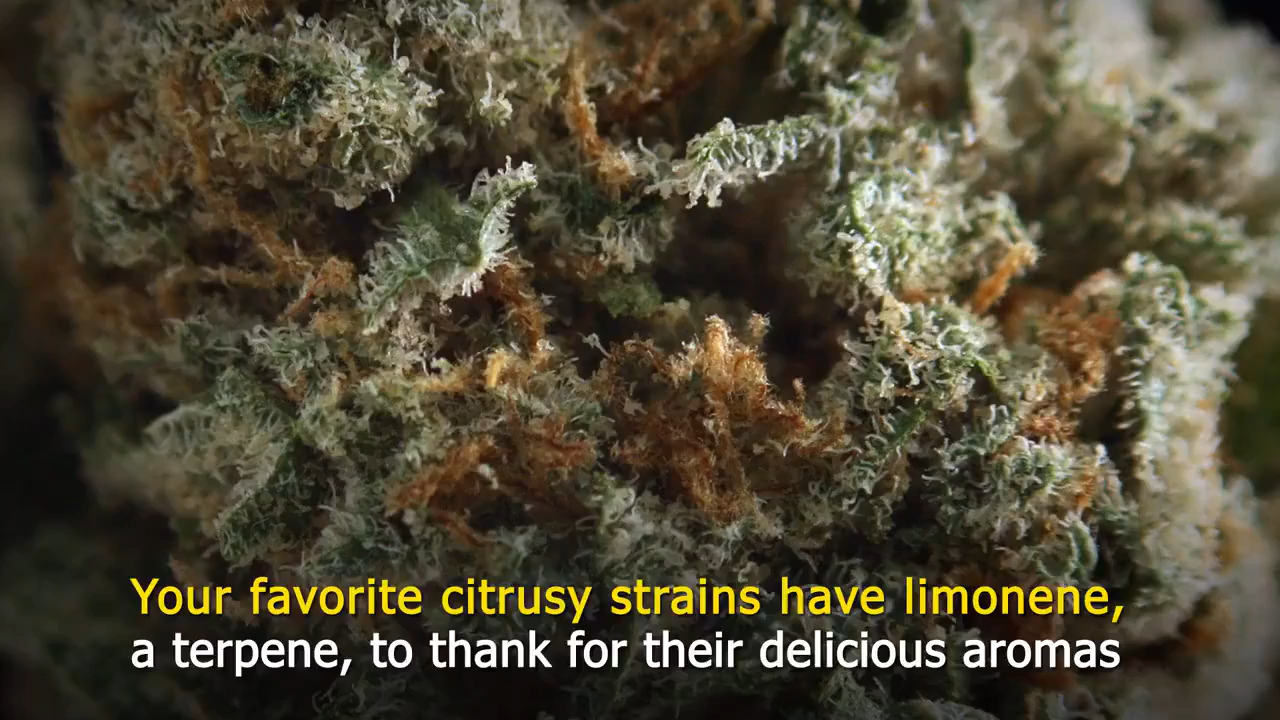 Your favorite citrusy strains have limonene,
a terpene, to thank for their delicious aromas